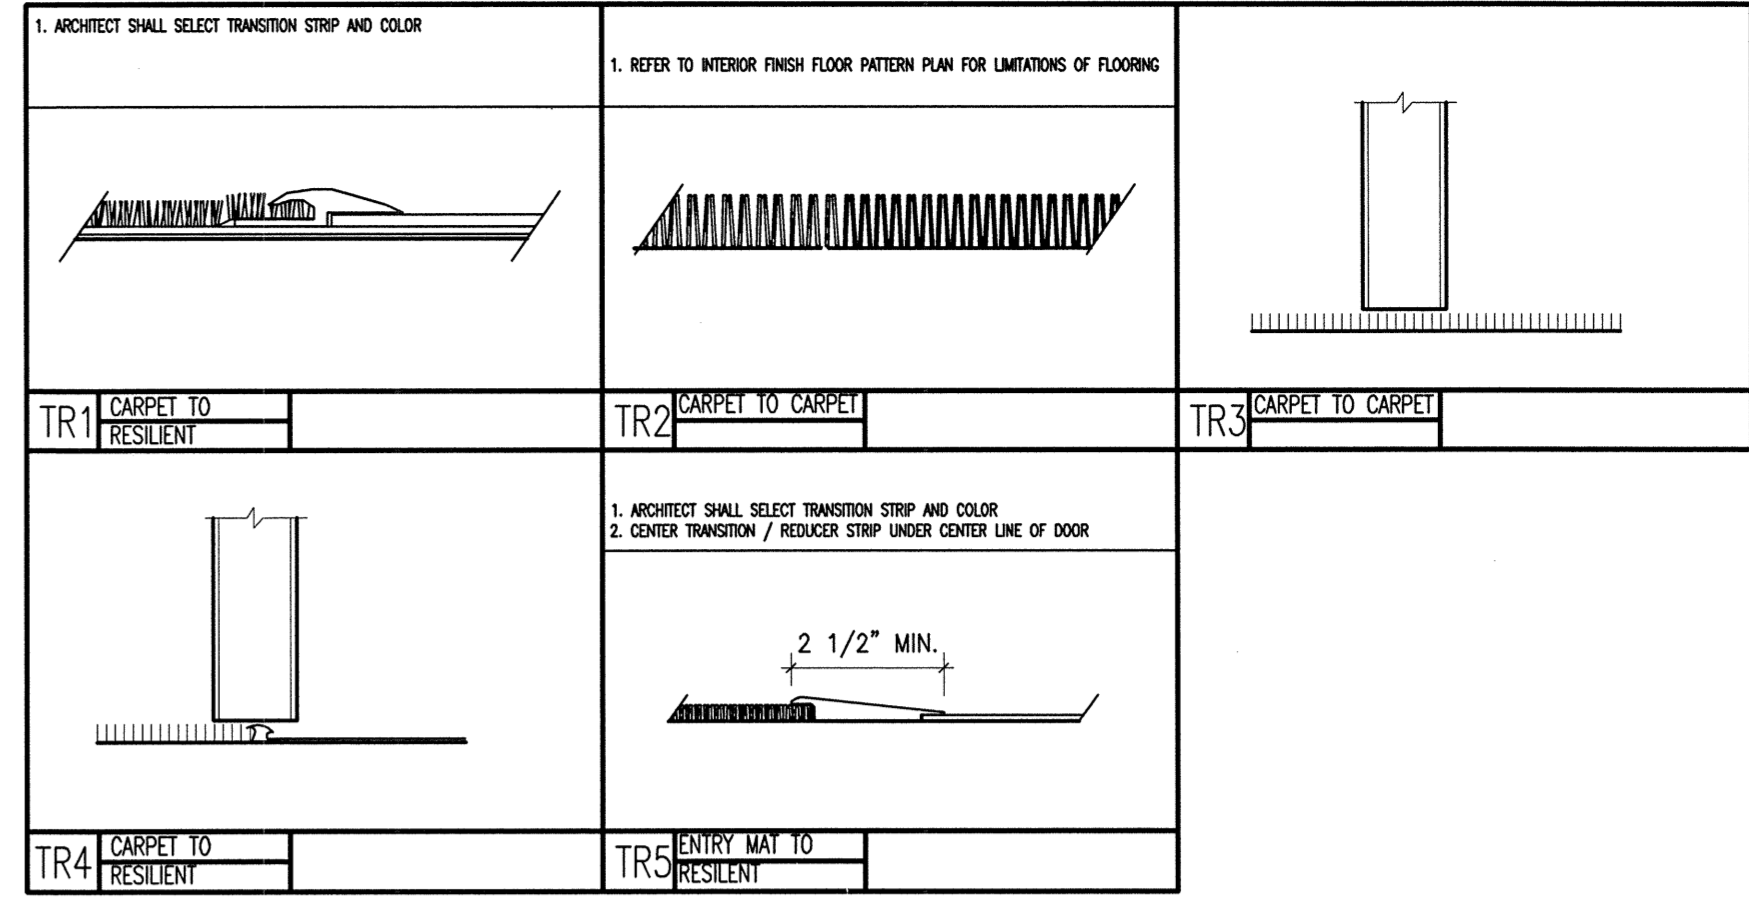 1. ARCHITECT SHALL SELECT TRANSITION STRIP AND COLOR
TR1
CARPET TO
RESILIENT
1. REFER TO INTERIOR FINISH FLOOR PATTERN PLAN FOR LIMITATIONS OF FLOORING
TR2
CARPET TO CARPET
TR3
CARPET TO CARPET
TR4
CARPET TO
RESILIENT
1. ARCHITECT SHALL SELECT TRANSITION STRIP AND COLOR
2. CENTER TRANSITION / REDUCER STRIP UNDER CENTER LINE OF DOOR
2 1/2" MIN.
TR5
ENTRY MAT TO
RESILENT